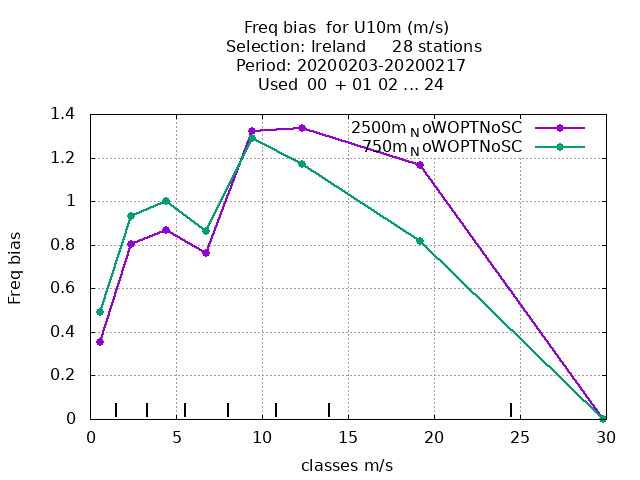 Freq bias  for U10m (m/s)
Selection: Ireland     28 stations
Period: 20200203-20200217
Used  00 + 01 02 ... 24
2500m_NoWOPTNoSC
750m_NoWOPTNoSC
1.4
1.2
1
0.8
0.6
0.4
0.2
0
Freq bias
0 5 10 15 20 25 30
classes m/s